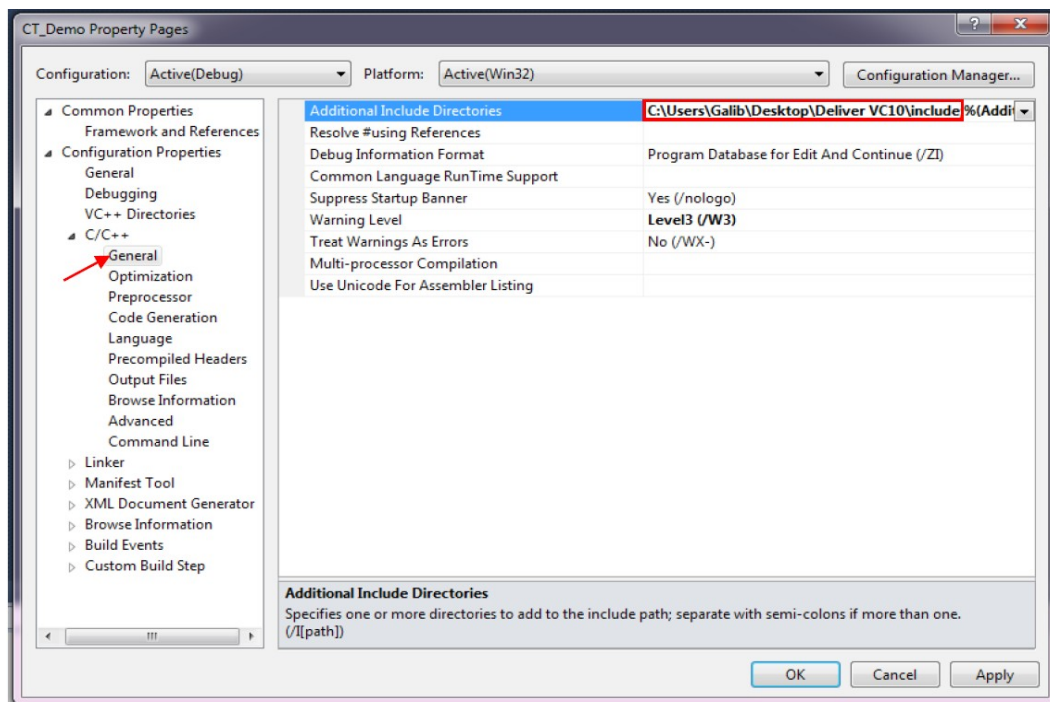 CT_Demo Property Pages
Configuration: Active(Debug) Platform: Active(Win32) Configuration Manager...
Common Properties
Framework and References
Configuration Properties
General
Debugging
VC++ Directories
C/C++
General
Optimization
Preprocessor
Code Generation
Language
Precompiled Headers
Output Files
Browse Information
Advanced
Command Line
Linker
Manifest Tool
XML Document Generator
Browse Information
Build Events
Custom Build Step
Additional Include Directories C:\Users\Galib\Desktop\Deliver VC10\include %(Addi
Resolve #using References
Debug Information Format Program Database for Edit And Continue (/ZI)
Common Language RunTime Support
Suppress Startup Banner Yes (/nologo)
Warning Level Level3 (/W3)
Treat Warnings As Errors No (/WX-)
Multi-processor Compilation
Use Unicode For Assembler Listing
Additional Include Directories
Specifies one or more directories to add to the include path; separate with semi-colons if more than one.
(/I[path])
OK Cancel Apply